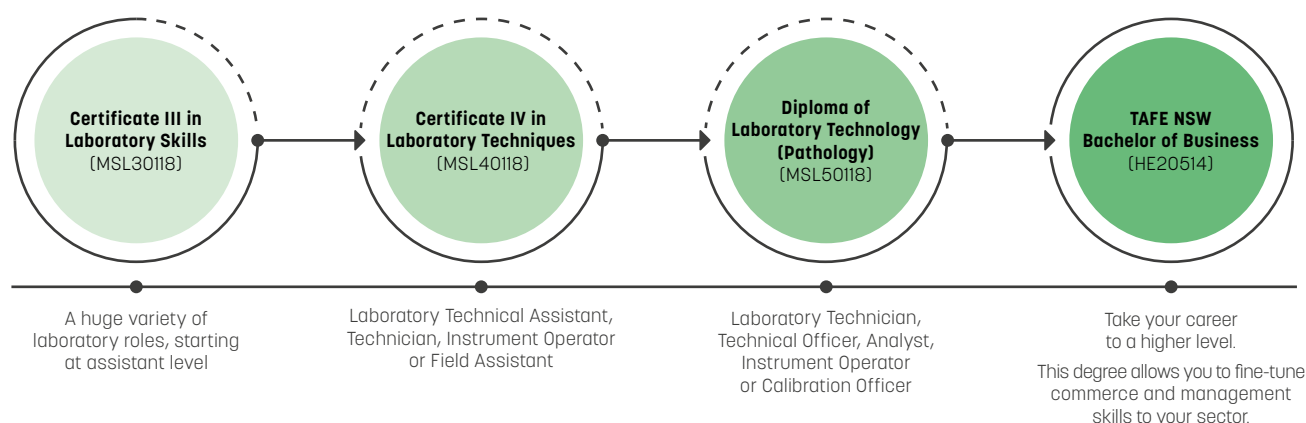 Certificate III in
Laboratory Skills
(MSL30118)
Certificate IV in
Laboratory Techniques
(MSL40118)
Diploma of
Laboratory Technology
(Pathology)
(MSL50118)
TAFE NSW
Bachelor of Business
(HE20514)
A huge variety of
laboratory roles, starting
at assistant level
Laboratory Technical Assistant,
Technician, Instrument Operator
or Field Assistant
Laboratory Technician,
Technical Officer, Analyst,
Instrument Operator
or Calibration Officer
Take your career
to a higher level.
This degree allows you to fine-tune
commerce and management
skills to your sector.